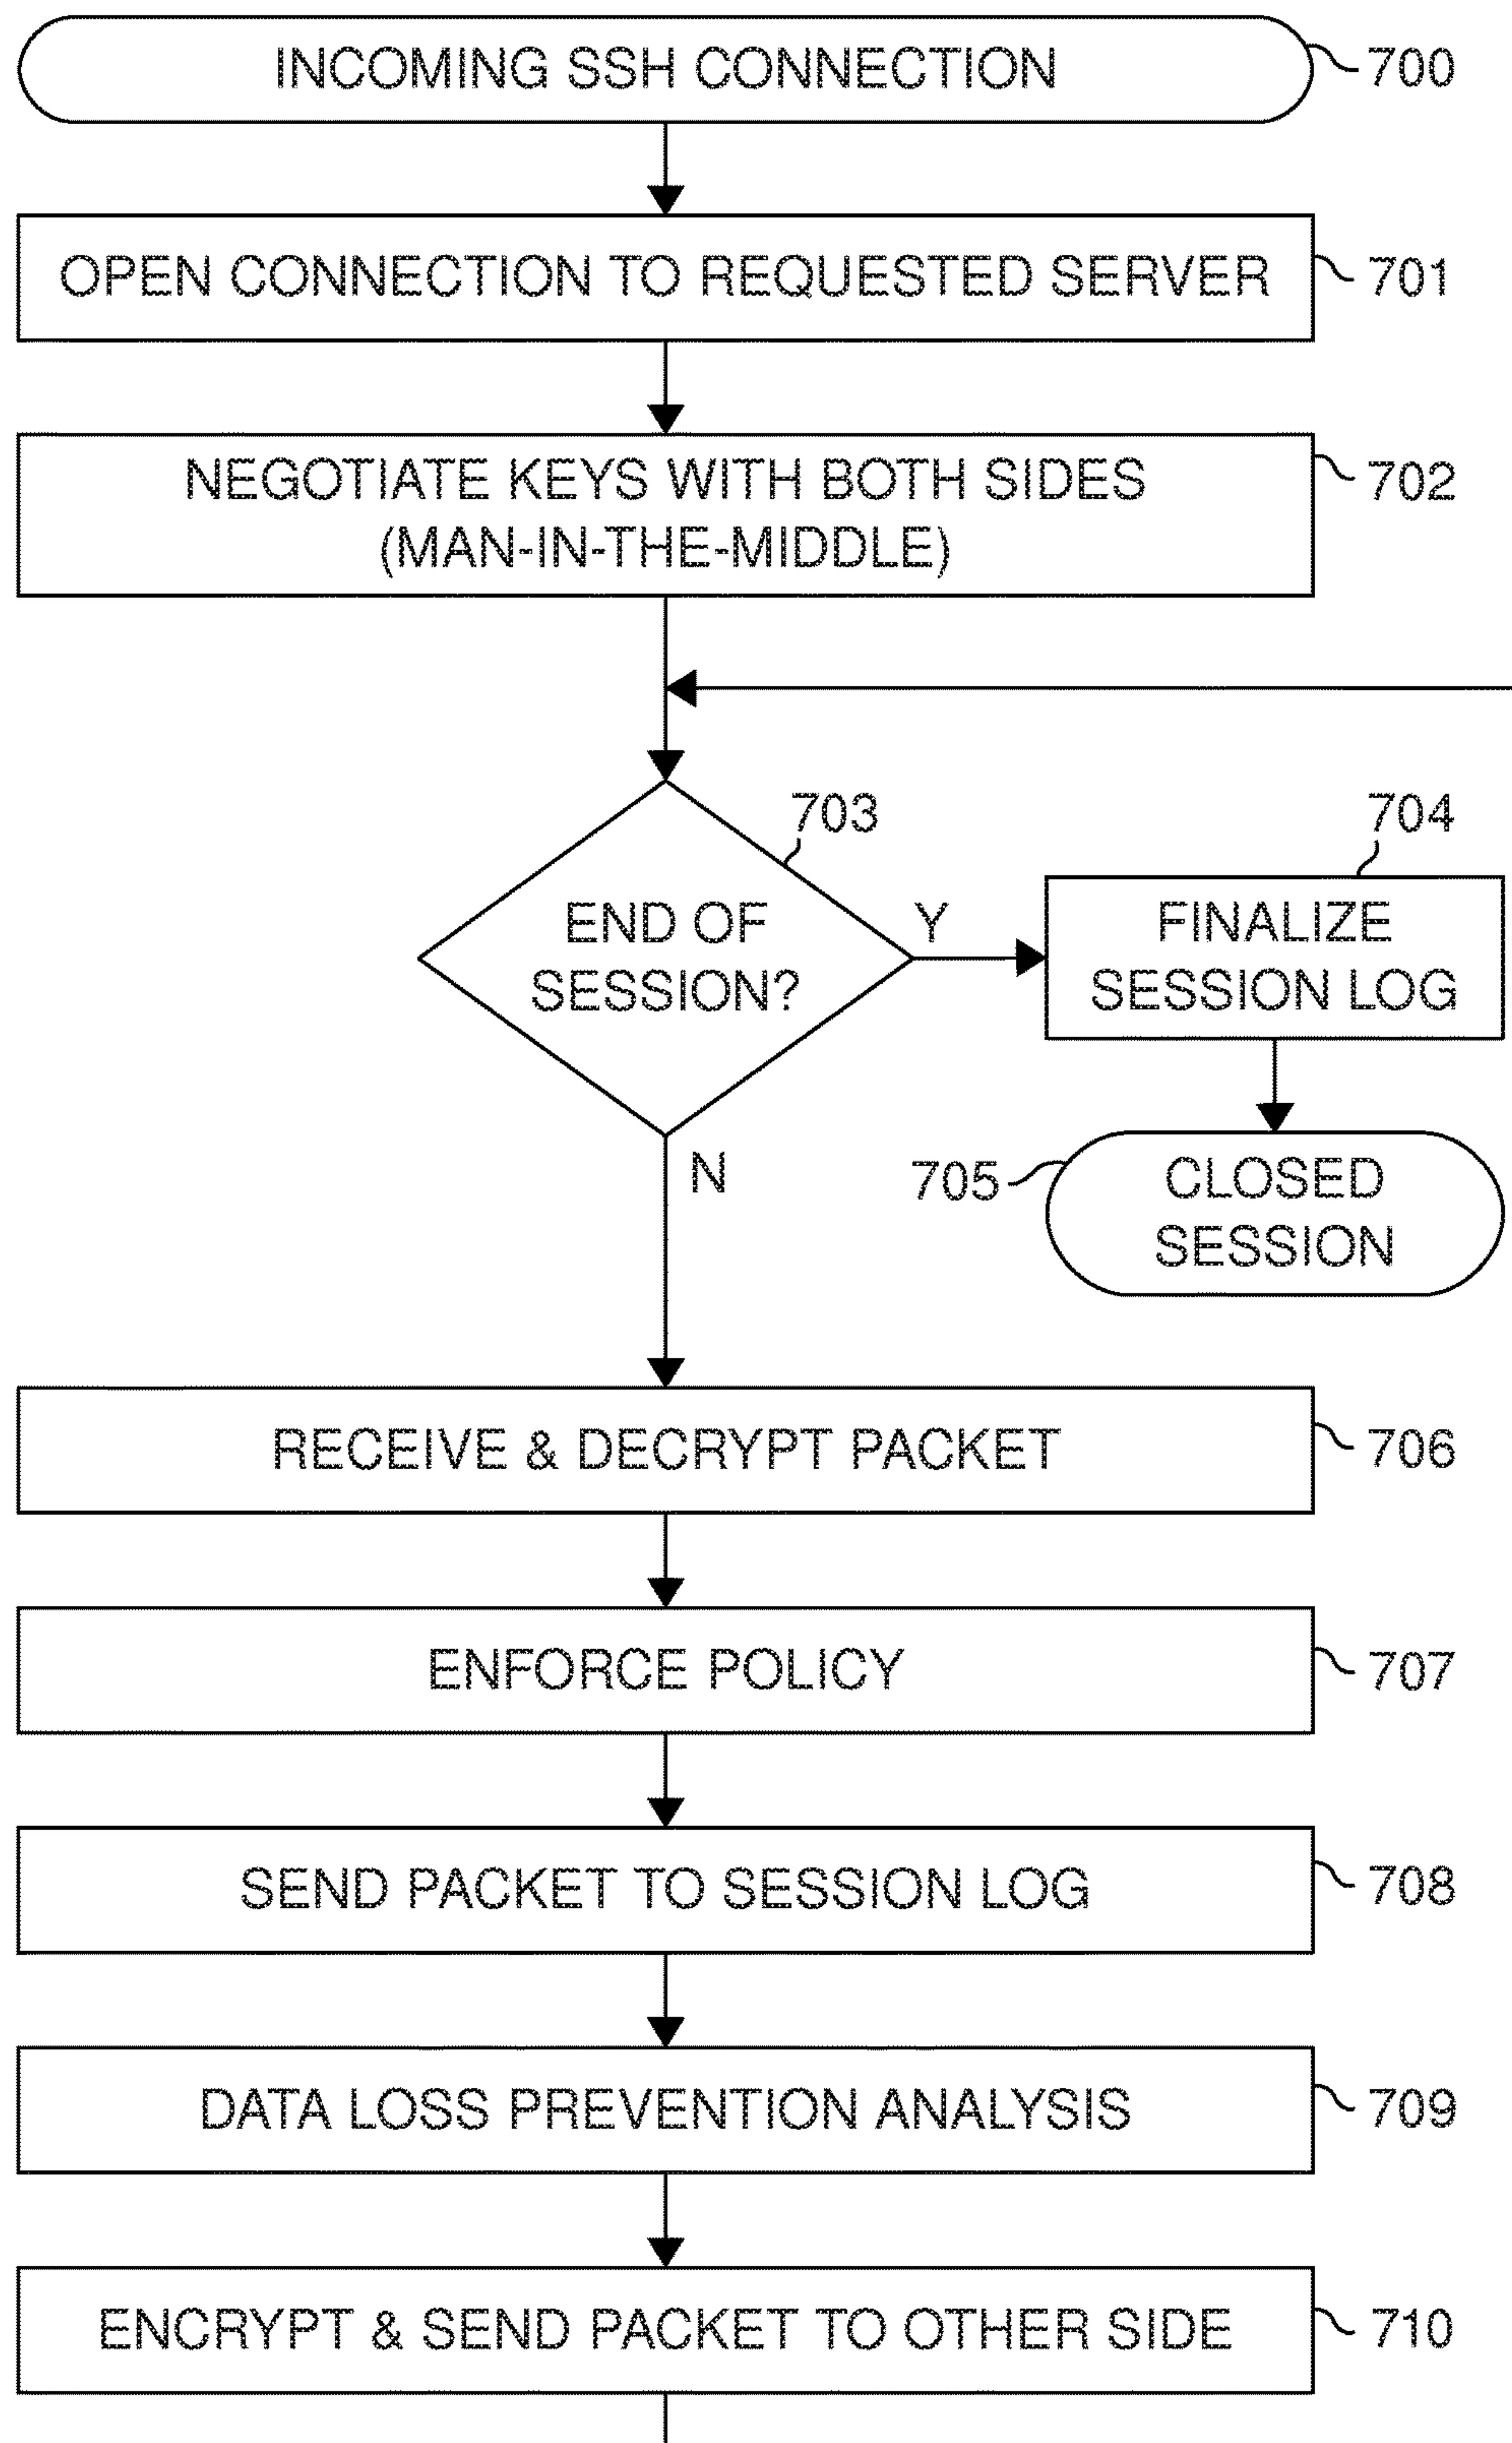 INCOMING SSH CONNECTION
700
OPEN CONNECTION TO REQUESTED SERVER
701
NEGOTIATE KEYS WITH BOTH SIDES
(MAN-IN-THE-MIDDLE)
702
703
704
END OF
SESSION?
Y
FINALIZE
SESSION LOG
N
705
CLOSED
SESSION
RECEIVE & DECRYPT PACKET
706
ENFORCE POLICY
707
SEND PACKET TO SESSION LOG
708
DATA LOSS PREVENTION ANALYSIS
709
ENCRYPT & SEND PACKET TO OTHER SIDE
710